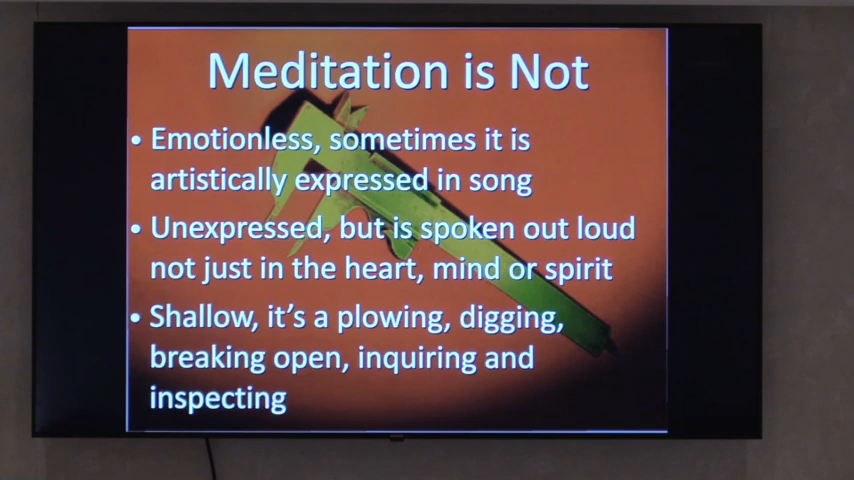 Meditation is Not
• Emotionless, sometimes it is
artistically expressed in song
• Unexpressed, but is spoken out loud
not just in the heart, mind or spirit
• Shallow, it's a plowing, digging,
breaking open, inquiring and
inspecting